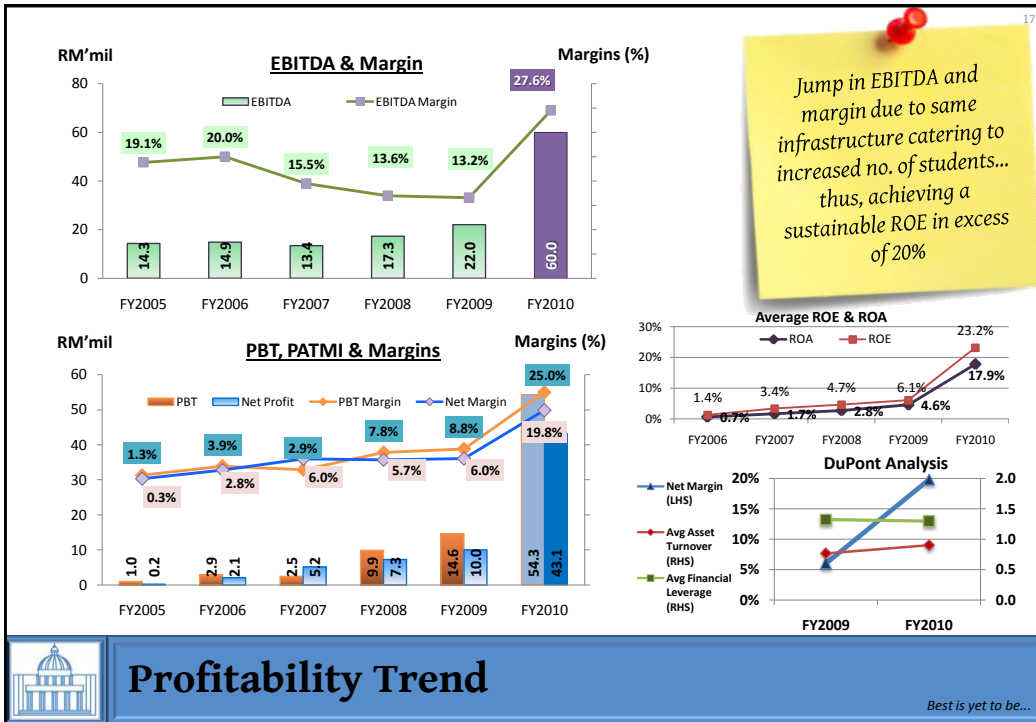 17
RM'mil
EBITDA & Margin
Margins (%)
80
60
40
20
0
EBITDA
EBITDA Margin
19.1%
20.0%
15.5%
13.6%
13.2%
27.6%
14.3
14.9
13.4
17.3
22.0
60.0
FY2005
FY2006
FY2007
FY2008
FY2009
FY2010
Jump in EBITDA and
margin due to same
infrastructure catering to
increased no. of students...
thus, achieving a
sustainable ROE in excess
of 20%
RM'mil
PBT, PATMI & Margins
Margins (%)
60
50
40
30
20
10
0
PBT
Net Profit
PBT Margin
Net Margin
1.3%
3.9%
2.9%
7.8%
8.8%
25.0%
0.3%
2.8%
6.0%
5.7%
6.0%
19.8%
1.0
0.2
2.9
2.1
2.5
5.2
9.9
7.3
14.6
10.0
54.3
43.1
FY2005
FY2006
FY2007
FY2008
FY2009
FY2010
Average ROE & ROA
30%
20%
10%
0%
ROA
ROE
1.4%
3.4%
4.7%
6.1%
23.2%
0.7%
1.7%
2.8%
4.6%
17.9%
FY2006
FY2007
FY2008
FY2009
FY2010
DuPont Analysis
Net Margin
(LHS)
Avg Asset
Turnover
(RHS)
Avg Financial
Leverage
(RHS)
20%
15%
10%
5%
0%
2.0
1.5
1.0
0.5
0.0
FY2009
FY2010
Profitability Trend
Best is yet to be...